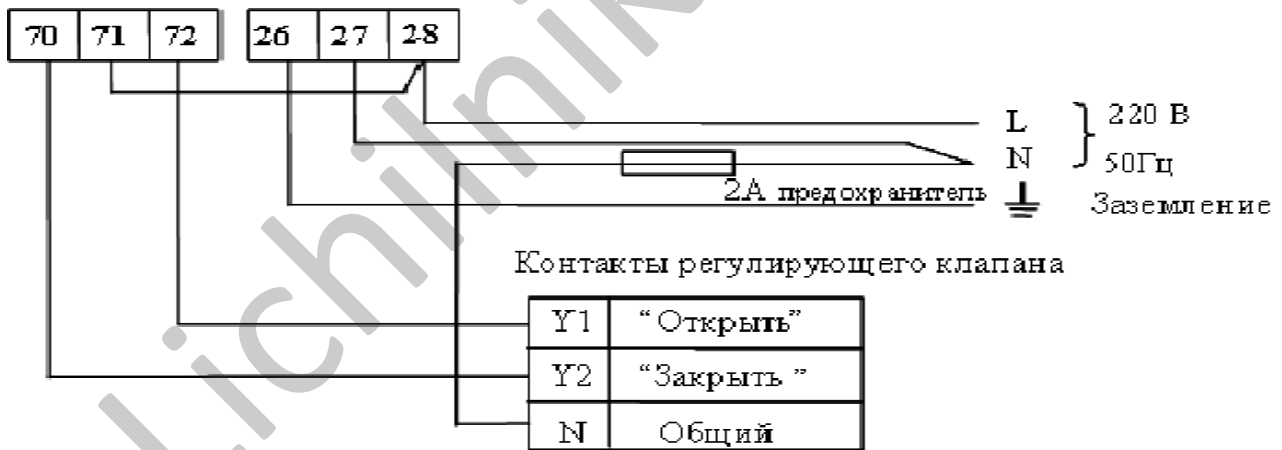 70 71 72 26 27 28
L 220 В
N 50Гц
2А предохранитель Заземление
Контакты регулирующего клапана
Y1 “Открыть”
Y2 “Закрыть ”
N Общий